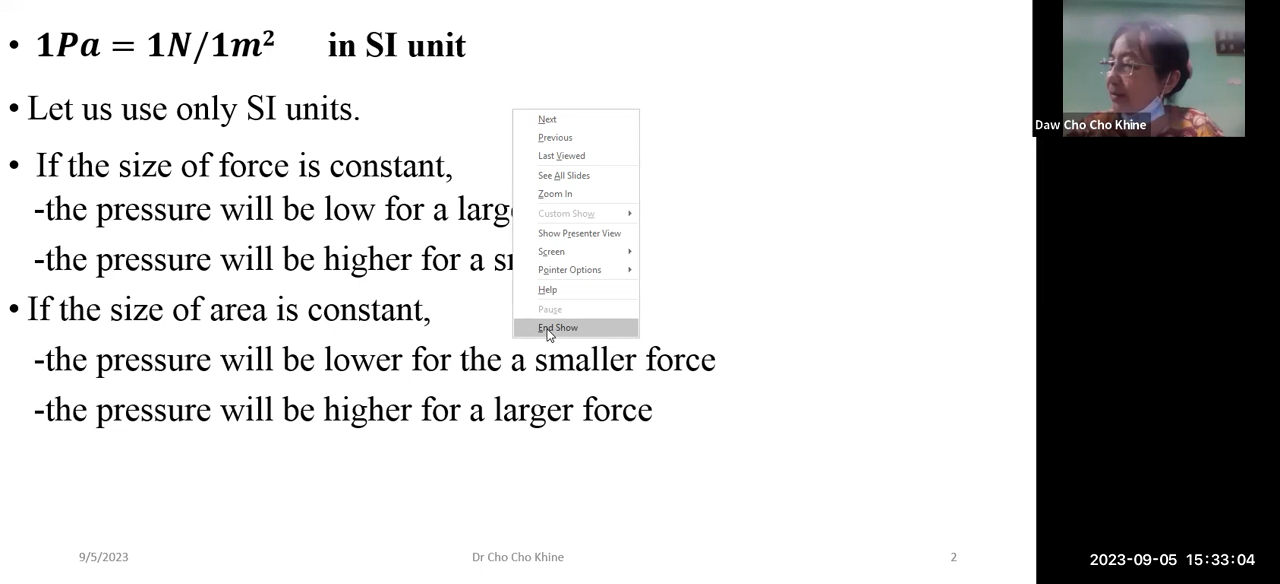 • 1Pa = 1N/1m² in SI unit
• Let us use only SI units.
• If the size of force is constant,
-the pressure will be low for a
-the pressure will be higher for a
• If the size of area is constant,
-the pressure will be lower for the a smaller force
-the pressure will be higher for a larger force
Next
Previous
Last Viewed
See All Slides
Zoom In
Custom Show
Show Presenter View
Screen
Pointer Options
Help
Pause
End Show
9/5/2023
Dr Cho Cho Khine
2
Daw Cho Cho Khine
2023-09-05 15:33:04